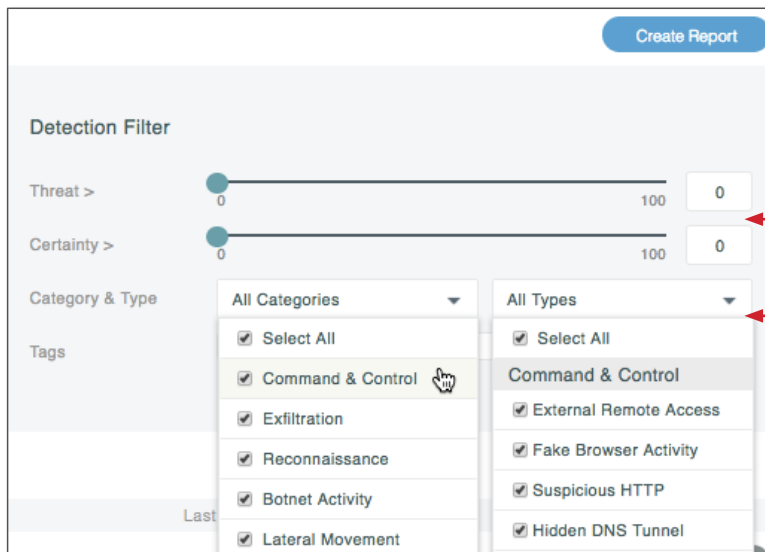 Create Report
Detection Filter
Threat >
0
100
0
Certainty >
0
100
0
Category & Type
All Categories
All Types
Tags
Select All
Command & Control
Exfiltration
Reconnaissance
Botnet Activity
Lateral Movement
Select All
Command & Control
External Remote Access
Fake Browser Activity
Suspicious HTTP
Hidden DNS Tunnel
Last